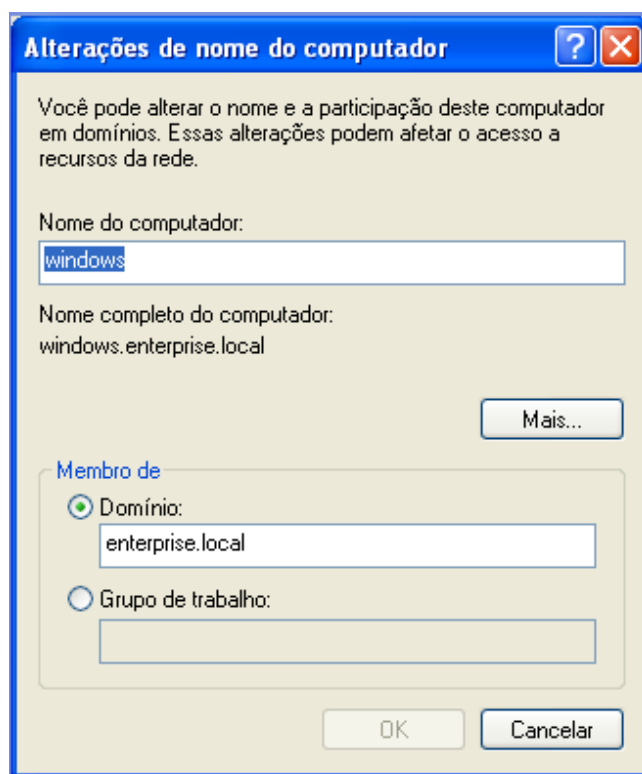 Alterações de nome do computador
Você pode alterar o nome e a participação deste computador
em domínios. Essas alterações podem afetar o acesso a
recursos da rede.
Nome do computador:
windows
Nome completo do computador:
windows.enterprise.local
Mais...
Membro de
Domínio:
enterprise.local
Grupo de trabalho:
OK
Cancelar